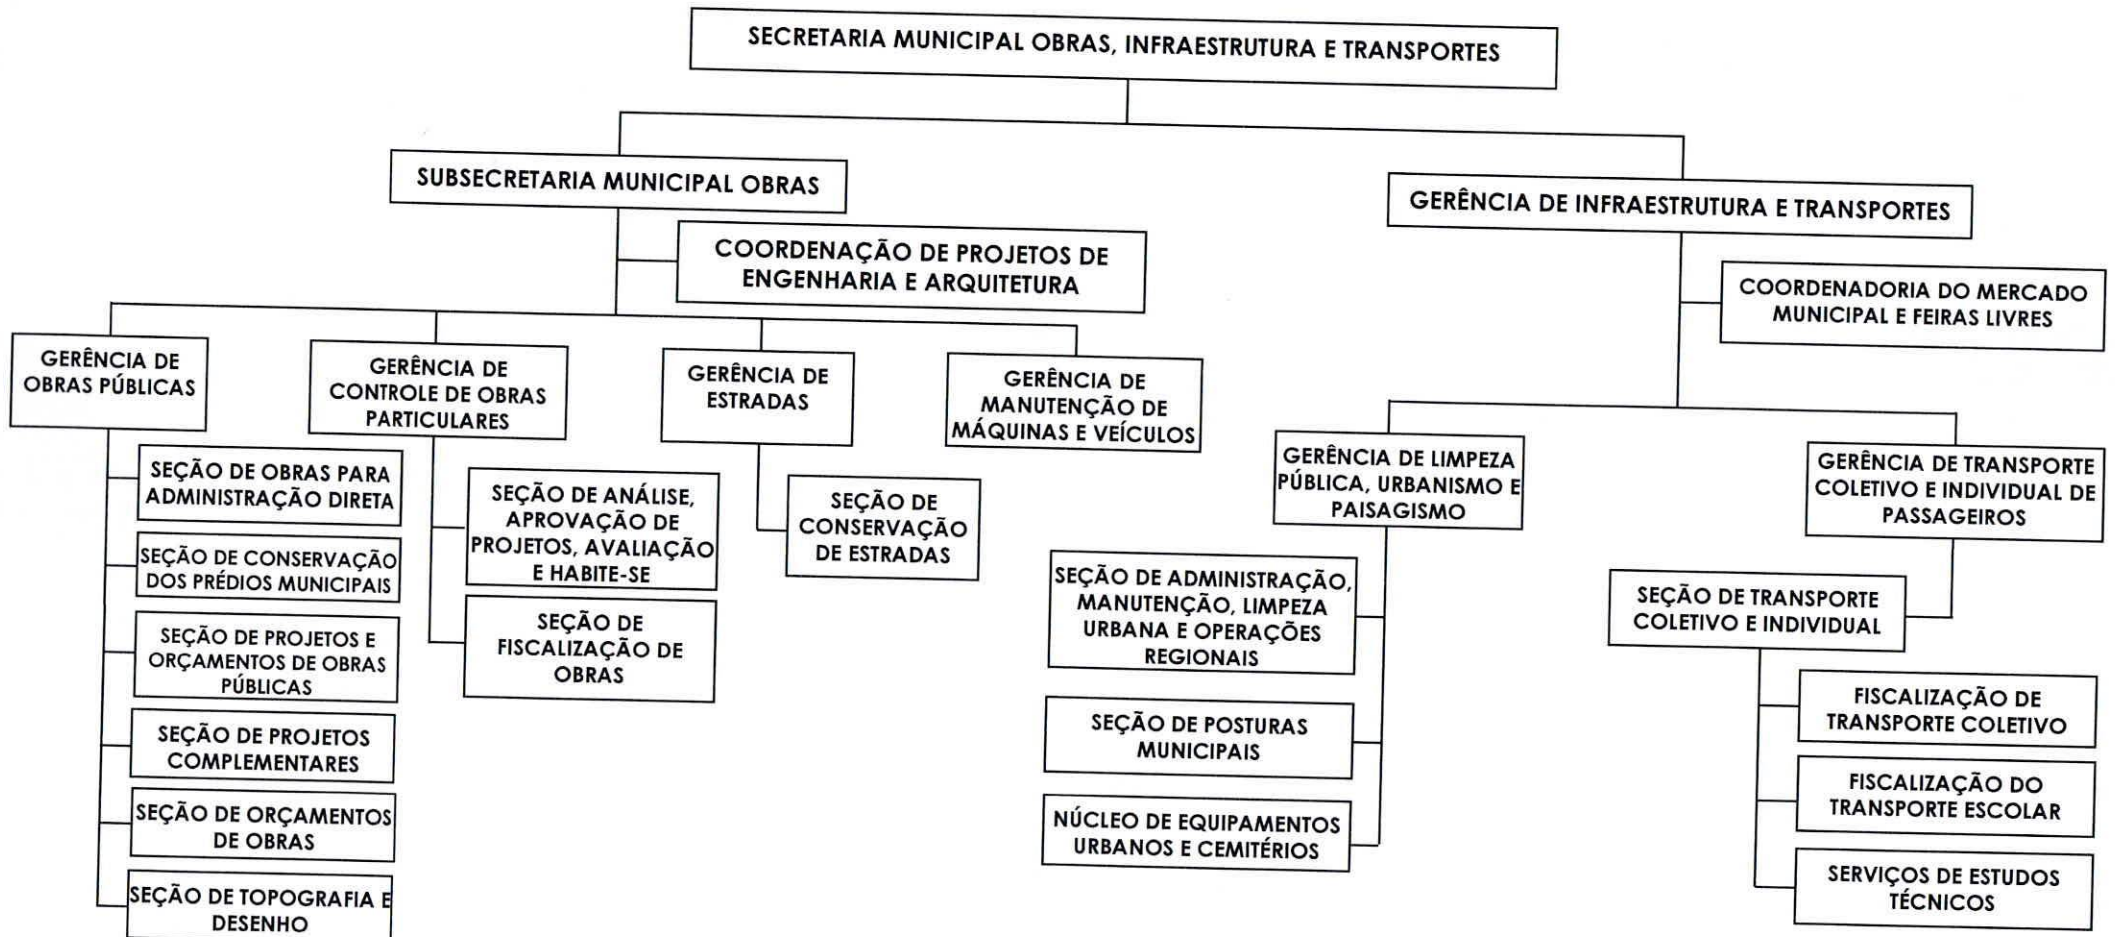 SECRETARIA MUNICIPAL OBRAS, INFRAESTRUTURA E TRANSPORTES
SUBSECRETARIA MUNICIPAL OBRAS
GERÊNCIA DE INFRAESTRUTURA E TRANSPORTES
COORDENAÇÃO DE PROJETOS DE
ENGENHARIA E ARQUITETURA
COORDENADORIA DO MERCADO
MUNICIPAL E FEIRAS LIVRES
GERÊNCIA DE
OBRAS PÚBLICAS
GERÊNCIA DE
CONTROLE DE OBRAS
PARTICULARES
GERÊNCIA DE
ESTRADAS
GERÊNCIA DE
MANUTENÇÃO DE
MÁQUINAS E VEÍCULOS
GERÊNCIA DE LIMPEZA
PÚBLICA, URBANISMO E
PAISAGISMO
GERÊNCIA DE TRANSPORTE
COLETIVO E INDIVIDUAL DE
PASSAGEIROS
SEÇÃO DE OBRAS PARA
ADMINISTRAÇÃO DIRETA
SEÇÃO DE CONSERVAÇÃO
DOS PRÉDIOS MUNICIPAIS
SEÇÃO DE PROJETOS E
ORÇAMENTOS DE OBRAS
PÚBLICAS
SEÇÃO DE PROJETOS
COMPLEMENTARES
SEÇÃO DE ORÇAMENTOS
DE OBRAS
SEÇÃO DE TOPOGRAFIA E
DESENHO
SEÇÃO DE ANÁLISE,
APROVAÇÃO DE
PROJETOS, AVALIAÇÃO
E HABITE-SE
SEÇÃO DE
FISCALIZAÇÃO DE
OBRAS
SEÇÃO DE
CONSERVAÇÃO
DE ESTRADAS
SEÇÃO DE ADMINISTRAÇÃO,
MANUTENÇÃO, LIMPEZA
URBANA E OPERAÇÕES
REGIONAIS
SEÇÃO DE POSTURAS
MUNICIPAIS
NÚCLEO DE EQUIPAMENTOS
URBANOS E CEMITÉRIOS
SEÇÃO DE TRANSPORTE
COLETIVO E INDIVIDUAL
FISCALIZAÇÃO DE
TRANSPORTE COLETIVO
FISCALIZAÇÃO DO
TRANSPORTE ESCOLAR
SERVIÇOS DE ESTUDOS
TÉCNICOS